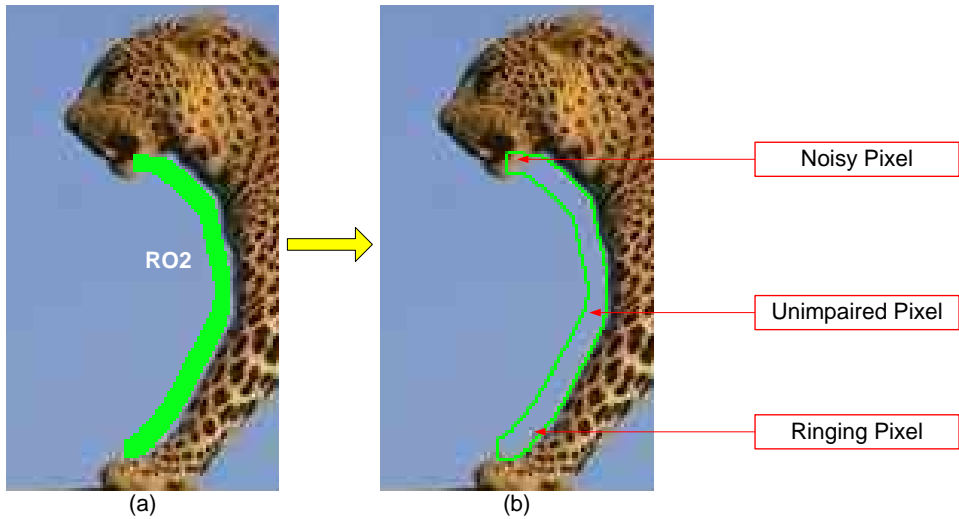 RO2
Noisy Pixel
Unimpaired Pixel
Ringing Pixel
(a)
(b)